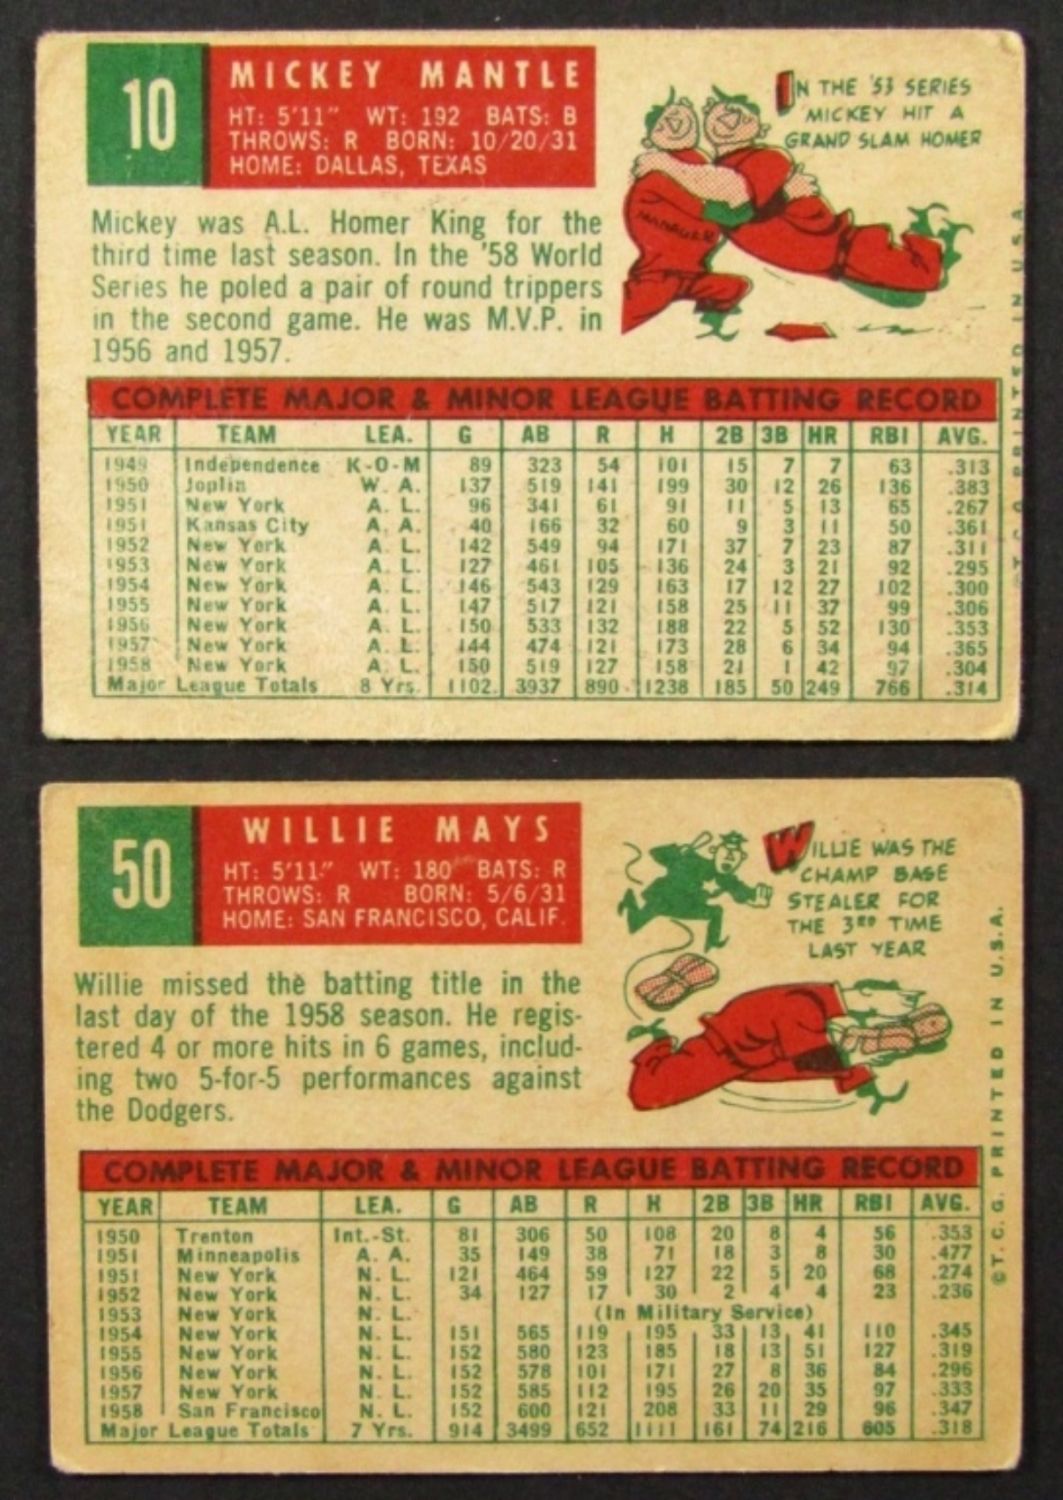 10
MICKEY MANTLE
HT: 5'11" WT: 192 BATS: B
THROWS: R BORN: 10/20/31
HOME: DALLAS, TEXAS
IN THE '53 SERIES
MICKEY HIT A
GRAND SLAM HOMER
MANAGER
Mickey was A.L. Homer King for the
third time last season. In the '58 World
Series he poled a pair of round trippers
in the second game. He was M.V.P. in
1956 and 1957.
COMPLETE MAJOR & MINOR LEAGUE BATTING RECORD
YEAR TEAM LEA. G AB R H 2B 3B HR RBI AVG.
1949 Independence K-O-M 89 323 54 101 15 7 7 63 .313
1950 Joplin W. A. 137 519 141 199 30 12 26 136 .383
1951 New York A. L. 96 341 61 91 11 5 13 65 .267
1951 Kansas City A. A. 40 166 32 60 9 3 11 50 .361
1952 New York A. L. 142 549 94 171 37 7 23 87 .311
1953 New York A. L. 127 461 105 136 24 3 21 92 .295
1954 New York A. L. 146 543 129 163 17 12 27 102 .300
1955 New York A. L. 147 517 121 158 25 11 37 99 .306
1956 New York A. L. 150 533 132 188 22 5 52 130 .353
1957 New York A. L. 144 474 121 173 28 6 34 94 .365
1958 New York A. L. 150 519 127 158 21 1 42 97 .304
Major League Totals 8 Yrs. 1102 3937 890 1238 185 50 249 766 .314
© T. C. G. PRINTED IN U.S.A.
50
WILLIE MAYS
HT: 5'11" WT: 180 BATS: R
THROWS: R BORN: 5/6/31
HOME: SAN FRANCISCO, CALIF.
WILLIE WAS THE
CHAMP BASE
STEALER FOR
THE 3RD TIME
LAST YEAR
Willie missed the batting title in the
last day of the 1958 season. He regis-
tered 4 or more hits in 6 games, includ-
ing two 5-for-5 performances against
the Dodgers.
COMPLETE MAJOR & MINOR LEAGUE BATTING RECORD
YEAR TEAM LEA. G AB R H 2B 3B HR RBI AVG.
1950 Trenton Int.-St. 81 306 50 108 20 8 4 56 .353
1951 Minneapolis A. A. 35 149 38 71 18 3 8 30 .477
1951 New York N. L. 121 464 59 127 22 5 20 68 .274
1952 New York N. L. 34 127 17 30 2 4 4 23 .236
1953 New York N. L. (In Military Service)
1954 New York N. L. 151 565 119 195 33 13 41 110 .345
1955 New York N. L. 152 580 123 185 18 13 51 127 .319
1956 New York N. L. 152 578 101 171 27 8 36 84 .296
1957 New York N. L. 152 585 112 195 26 20 35 97 .333
1958 San Francisco N. L. 152 600 121 208 33 11 29 96 .347
Major League Totals 7 Yrs. 914 3499 652 1111 161 74 216 605 .318
© T. C. G. PRINTED IN U.S.A.